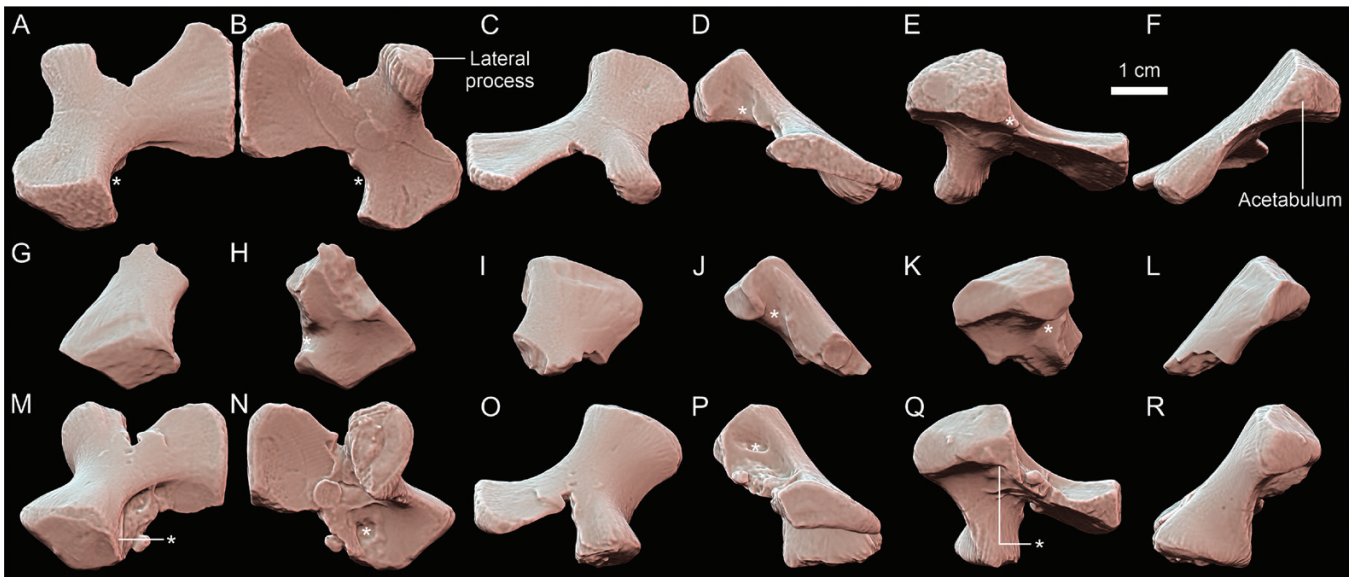 A B C D E F
Lateral
process
1 cm
* * * *
Acetabulum
G H I J K L
* * *
M N O P Q R
*
* *
*